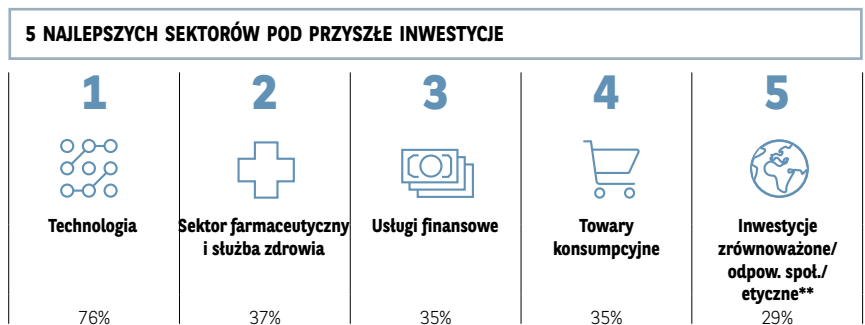 5 NAJLEPSZYCH SEKTORÓW POD PRZYSZŁE INWESTYCJE
1
Technologia
76%
2
Sektor farmaceutyczny
i służba zdrowia
37%
3
Usługi finansowe
35%
4
Towary
konsumpcyjne
35%
5
Inwestycje
zrównoważone/
odpow. społ./
etyczne**
29%